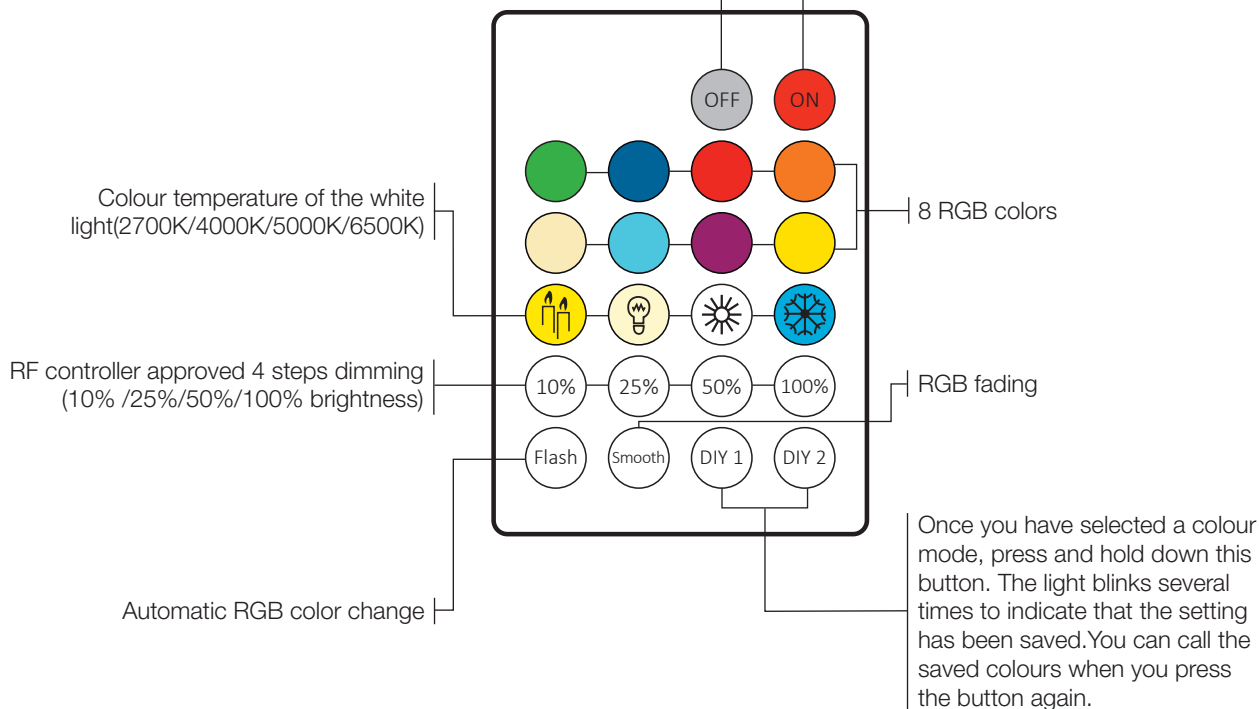 OFF ON
Colour temperature of the white
light(2700K/4000K/5000K/6500K)
8 RGB colors
RF controller approved 4 steps dimming
(10% /25%/50%/100% brightness)
10% 25% 50% 100%
RGB fading
Flash Smooth DIY 1 DIY 2
Automatic RGB color change
Once you have selected a colour
mode, press and hold down this
button. The light blinks several
times to indicate that the setting
has been saved.You can call the
saved colours when you press
the button again.